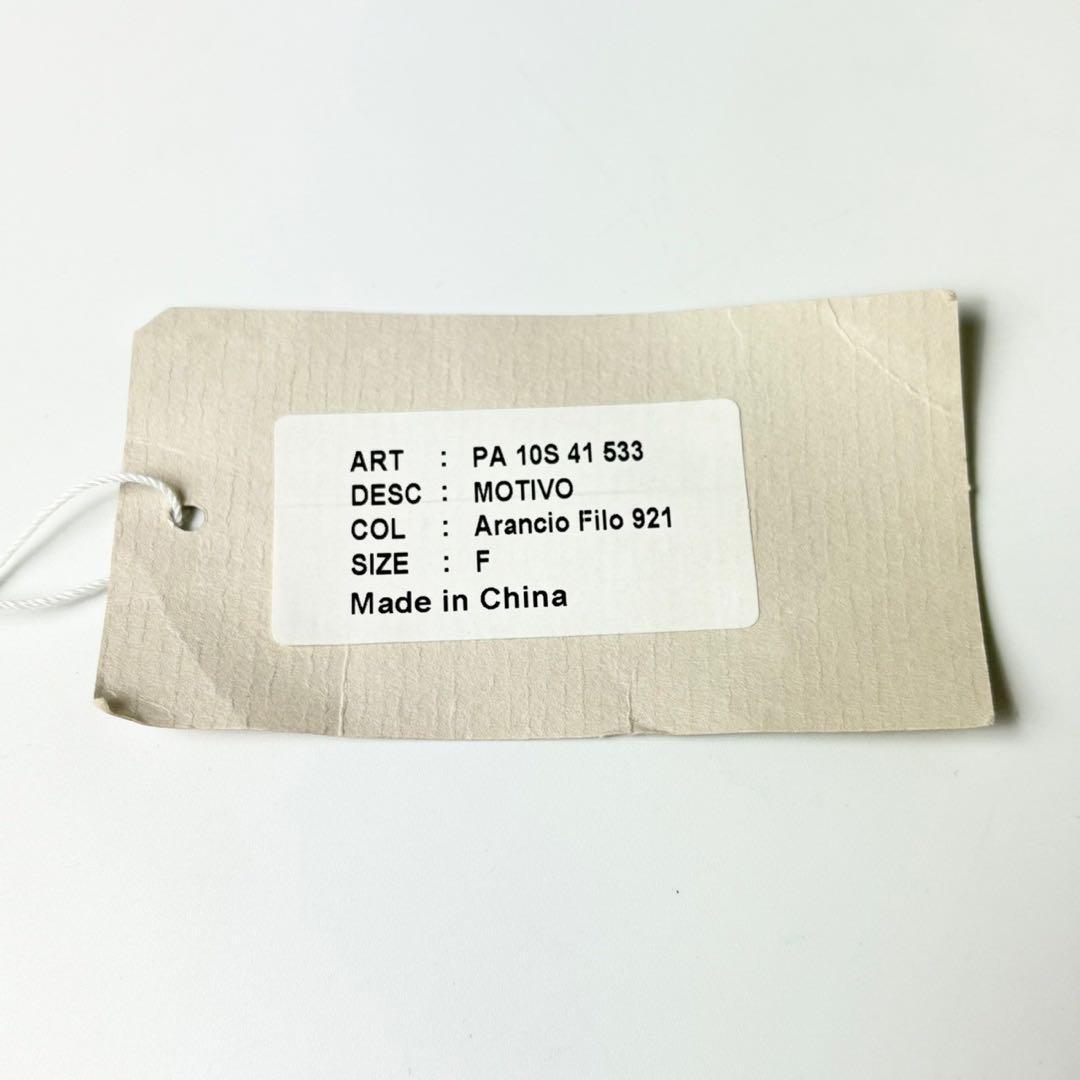 ART : PA 10S 41 533
DESC : MOTIVO
COL : Arancio Filo 921
SIZE : F
Made in China